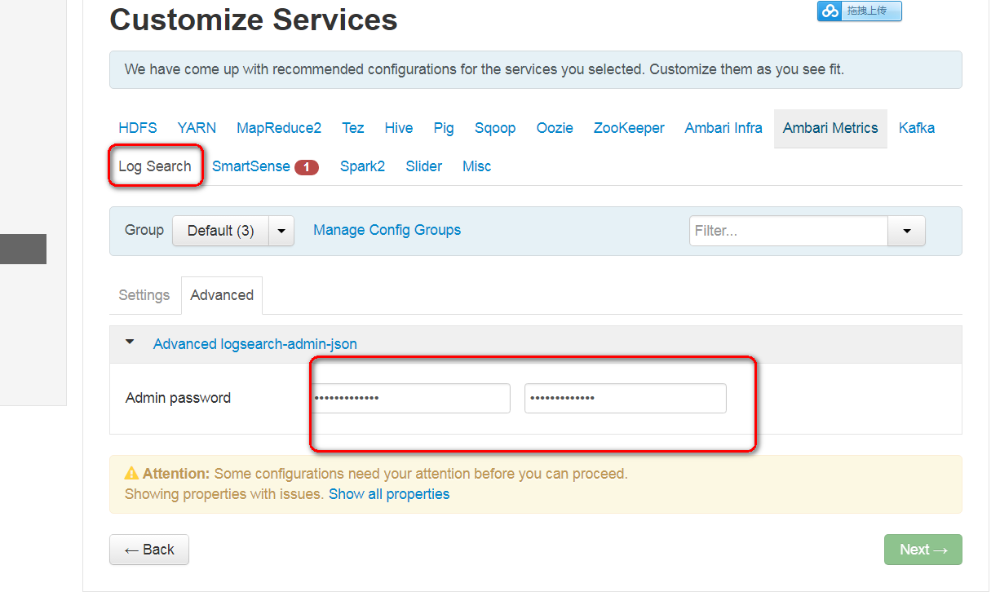 Customize Services
拖拽上传
We have come up with recommended configurations for the services you selected. Customize them as you see fit.
HDFS YARN MapReduce2 Tez Hive Pig Sqoop Oozie ZooKeeper Ambari Infra Ambari Metrics Kafka
Log Search SmartSense 1 Spark2 Slider Misc
Group Default (3) Manage Config Groups Filter...
Settings Advanced
Advanced logsearch-admin-json
Admin password ••••••••••••• •••••••••••••
Attention: Some configurations need your attention before you can proceed.
Showing properties with issues. Show all properties
← Back Next →